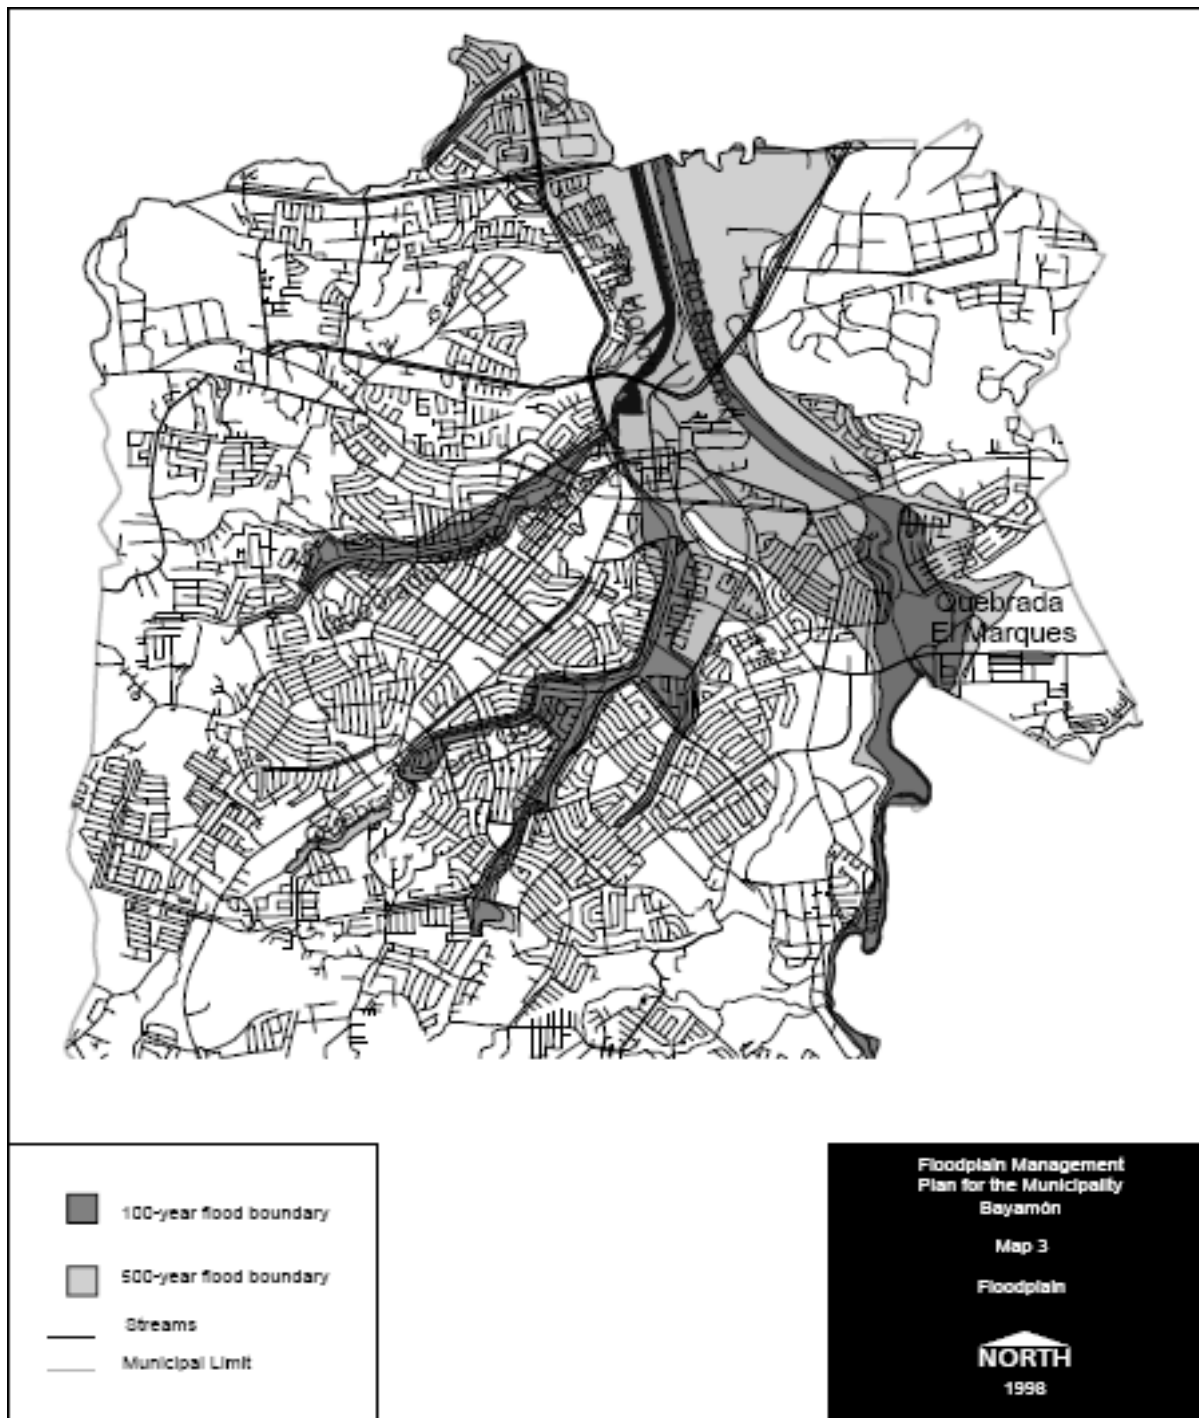 Quebrada
El Marques
100-year flood boundary
500-year flood boundary
Streams
Municipal Limit
Floodplain Management
Plan for the Municipality
Bayamón
Map 3
Floodplain
NORTH
1998